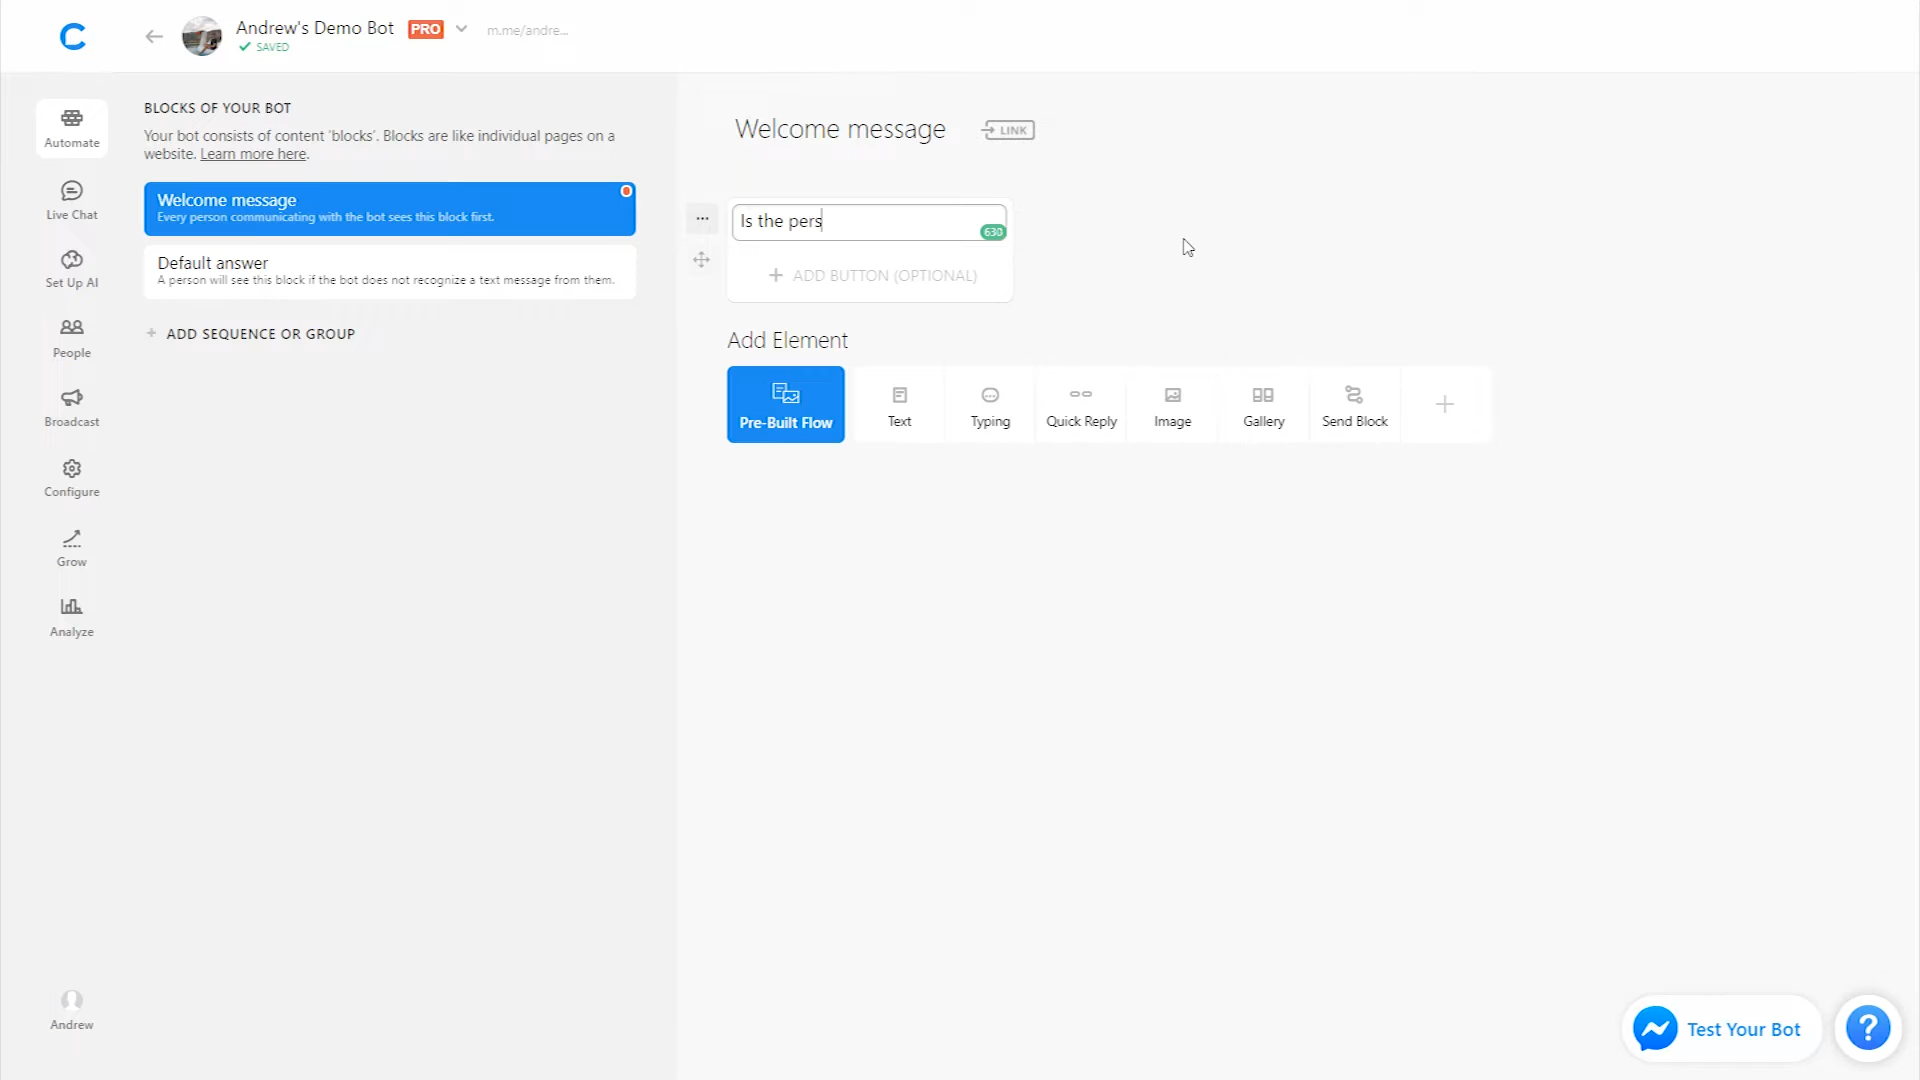 Andrew's Demo Bot PRO m.me/andre...
SAVED
Automate
Live Chat
Set Up AI
People
Broadcast
Configure
Grow
Analyze
Andrew
BLOCKS OF YOUR BOT
Your bot consists of content 'blocks'. Blocks are like individual pages on a
website. Learn more here.
Welcome message
Every person communicating with the bot sees this block first.
Default answer
A person will see this block if the bot does not recognize a text message from them.
+ ADD SEQUENCE OR GROUP
Welcome message LINK
Is the pers
630
+ ADD BUTTON (OPTIONAL)
Add Element
Pre-Built Flow
Text
Typing
Quick Reply
Image
Gallery
Send Block
Test Your Bot
?